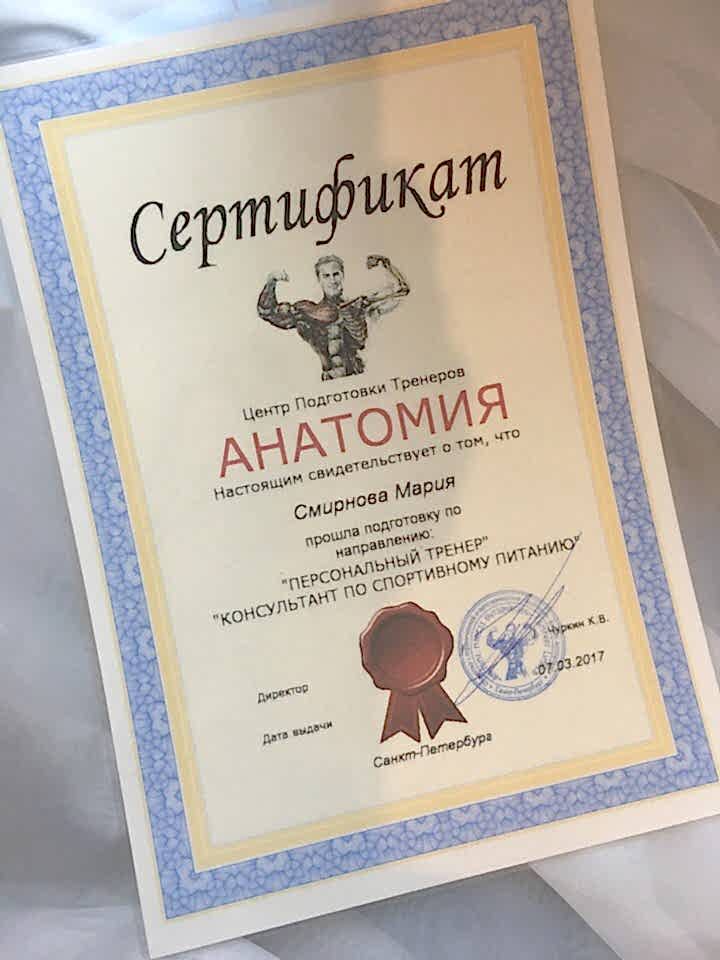 Сертификат
Центр Подготовки Тренеров
АНАТОМИЯ
Настоящим свидетельствует о том, что
Смирнова Мария
прошла подготовку по
направлению:
"ПЕРСОНАЛЬНЫЙ ТРЕНЕР"
"КОНСУЛЬТАНТ ПО СПОРТИВНОМУ ПИТАНИЮ"
Директор
Чуркин К.В.
Дата выдачи
07.03.2017
Санкт-Петербург